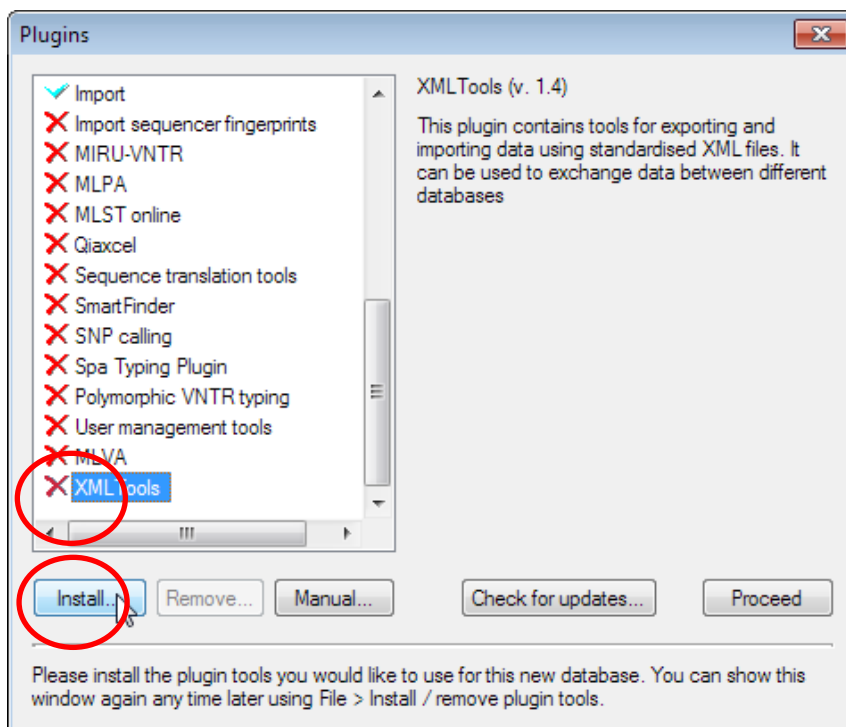 Plugins
Import
Import sequencer fingerprints
MIRU-VNTR
MLPA
MLST online
Qiaxcel
Sequence translation tools
SmartFinder
SNP calling
Spa Typing Plugin
Polymorphic VNTR typing
User management tools
MLVA
XMLTools
XMLTools (v. 1.4)
This plugin contains tools for exporting and
importing data using standardised XML files. It
can be used to exchange data between different
databases
Install...
Remove...
Manual...
Check for updates...
Proceed
Please install the plugin tools you would like to use for this new database. You can show this
window again any time later using File > Install / remove plugin tools.